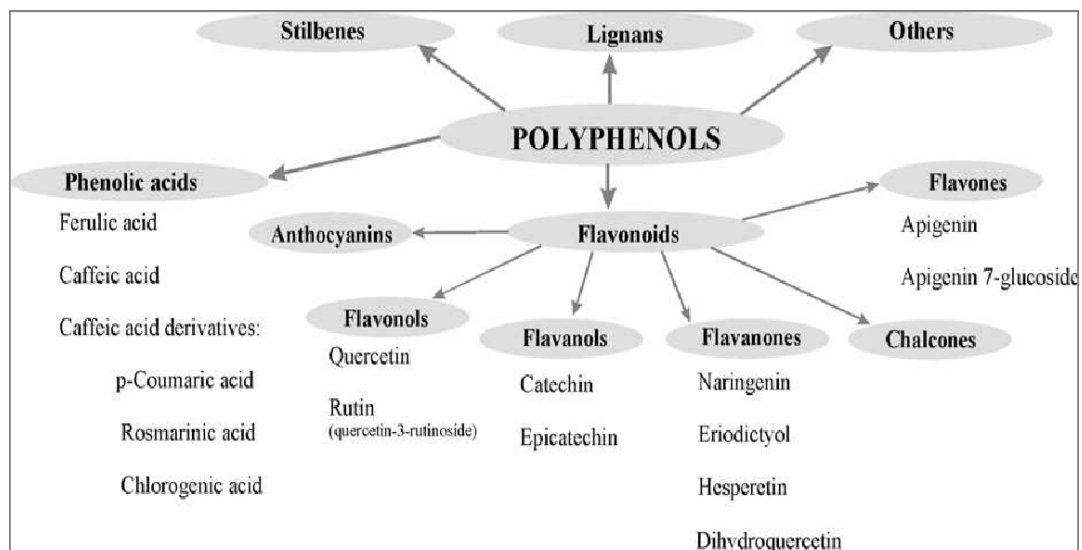 Stilbenes
Lignans
Others
POLYPHENOLS
Phenolic acids
Ferulic acid
Caffeic acid
Caffeic acid derivatives:
p-Coumaric acid
Rosmarinic acid
Chlorogenic acid
Anthocyanins
Flavonoids
Flavones
Apigenin
Apigenin 7-glucoside
Flavonols
Quercetin
Rutin
(quercetin-3-rutinoside)
Flavanols
Catechin
Epicatechin
Flavanones
Naringenin
Eriodictyol
Hesperetin
Dihydroquercetin
Chalcones